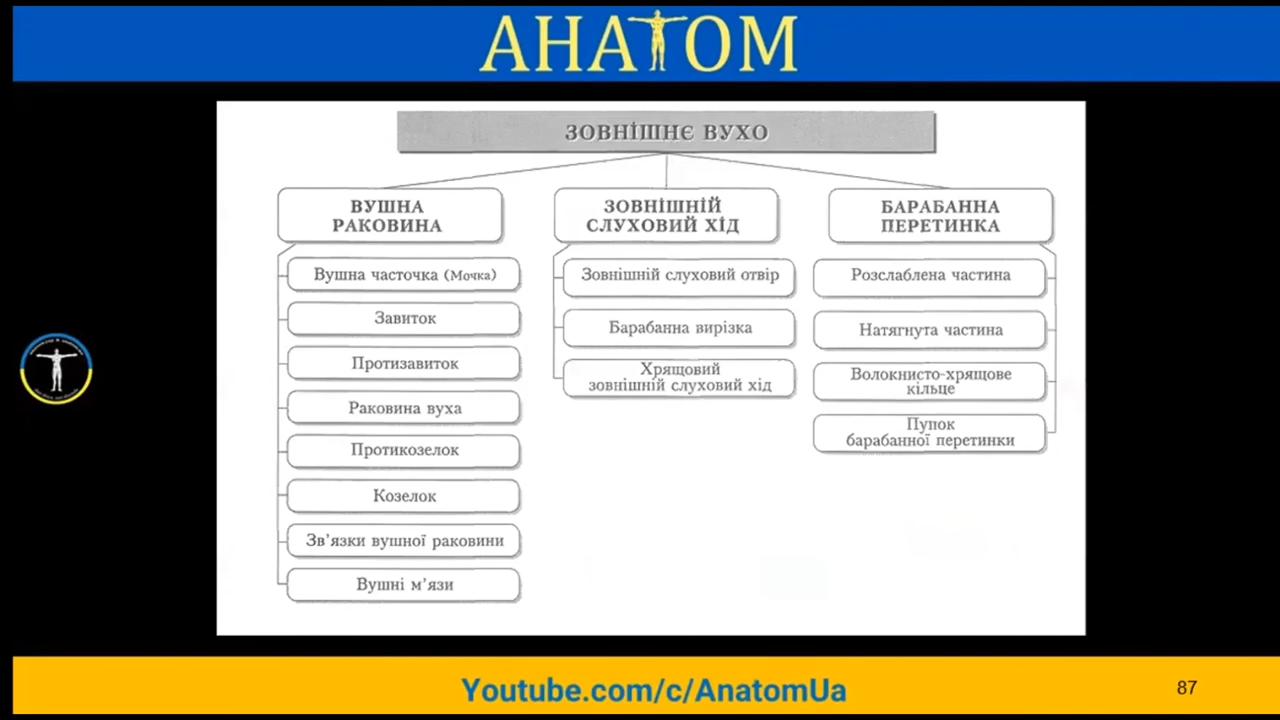 АНАТОМ
ЗОВНІШНЄ ВУХО
ВУШНА
РАКОВИНА
Вушна часточка (Мочка)
Завиток
Протизавиток
Раковина вуха
Протикозелок
Козелок
Зв’язки вушної раковини
Вушні м’язи
ЗОВНІШНІЙ
СЛУХОВИЙ ХІД
Зовнішній слуховий отвір
Барабанна вирізка
Хрящовий
зовнішній слуховий хід
БАРАБАННА
ПЕРЕТИНКА
Розслаблена частина
Натягнута частина
Волокнисто-хрящове
кільце
Пупок
барабанної перетинки
Youtube.com/c/AnatomUa
87